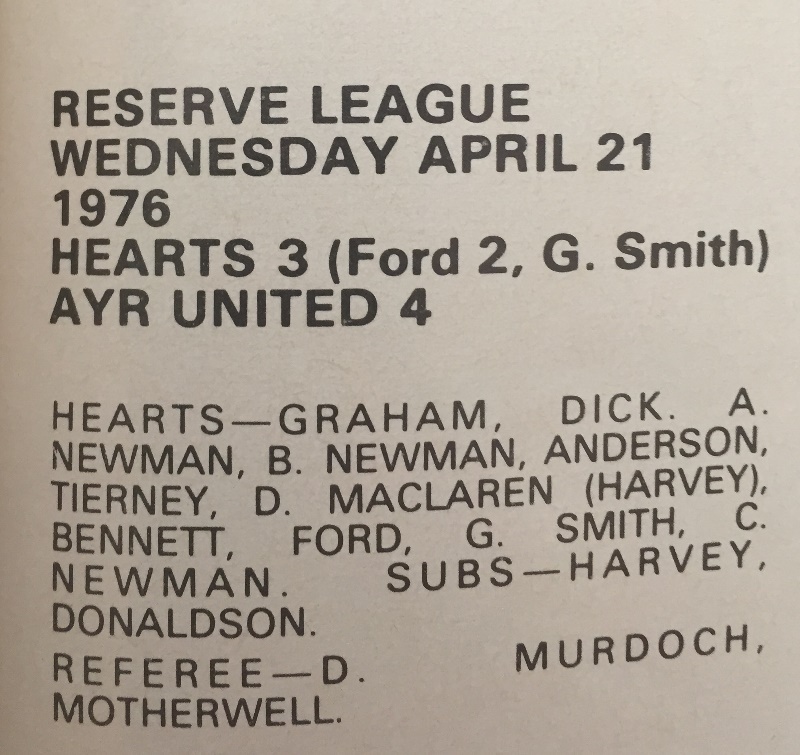 RESERVE LEAGUE
WEDNESDAY APRIL 21
1976
HEARTS 3 (Ford 2, G. Smith)
AYR UNITED 4
HEARTS—GRAHAM, DICK. A.
NEWMAN, B. NEWMAN, ANDERSON,
TIERNEY, D. MACLAREN (HARVEY),
BENNETT, FORD, G. SMITH, C.
NEWMAN. SUBS—HARVEY,
DONALDSON.
REFEREE—D. MURDOCH,
MOTHERWELL.